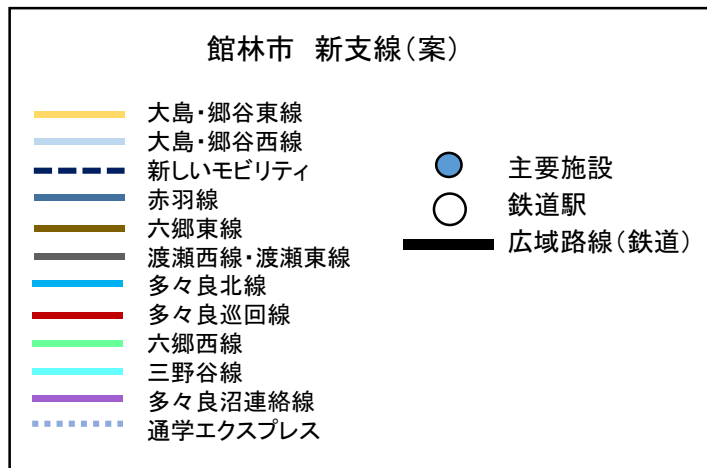 館林市　新支線（案）
大島・郷谷東線
大島・郷谷西線
新しいモビリティ
赤羽線
六郷東線
渡瀬西線・渡瀬東線
多々良北線
多々良巡回線
六郷西線
三野谷線
多々良沼連絡線
通学エクスプレス
主要施設
鉄道駅
広域路線（鉄道）